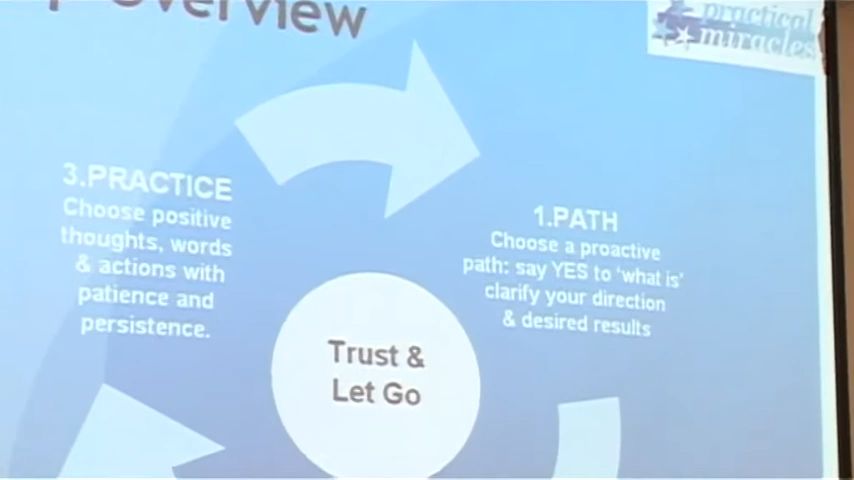 Overview
practical
miracles
3.PRACTICE
Choose positive
thoughts, words
& actions with
patience and
persistence.
1.PATH
Choose a proactive
path: say YES to 'what is'
clarify your direction
& desired results
Trust &
Let Go